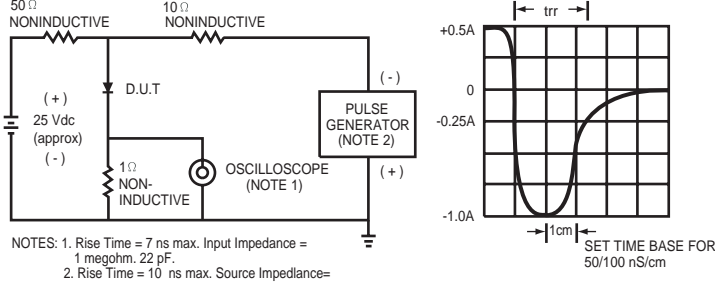 50Ω
NONINDUCTIVE
10Ω
NONINDUCTIVE
(+)
25 Vdc
(approx)
(-)
D.U.T
1Ω
NON-
INDUCTIVE
OSCILLOSCOPE
(NOTE 1)
(-)
PULSE
GENERATOR
(NOTE 2)
(+)
NOTES: 1. Rise Time = 7 ns max. Input Impedance =
1 megohm. 22 pF.
2. Rise Time = 10 ns max. Source Impedlance=
trr
+0.5A
0
-0.25A
-1.0A
1cm
SET TIME BASE FOR
50/100 nS/cm